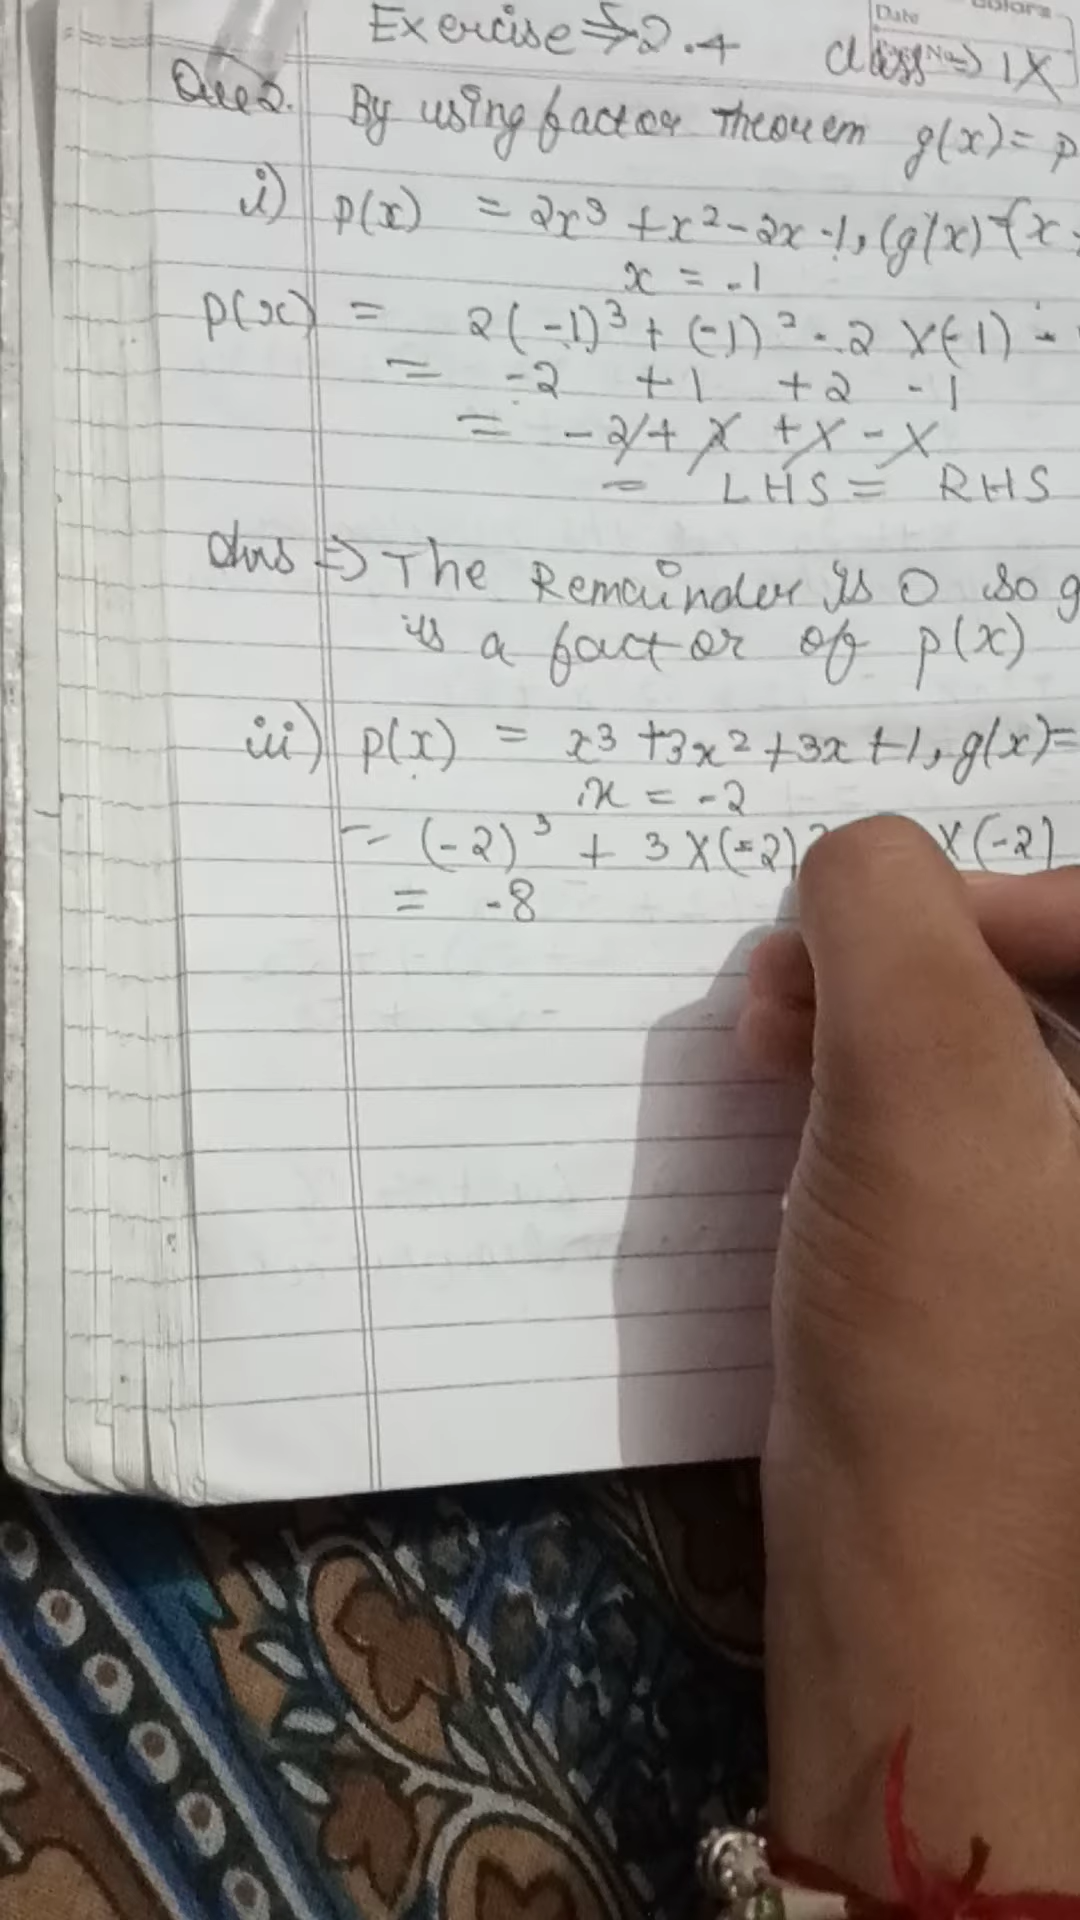 Exercise ⇒ 2.4
Date
Colors
Class ⇒ IX
Que2. By using factor Theorem g(x) = p
i) p(x) = 2x³ + x² - 2x - 1, (g(x) = (x
x = -1
p(x) = 2(-1)³ + (-1)² - 2 X(-1) -
= -2 +1 +2 -1
= -2 + 1 + 1 - 1
= LHS = RHS
Ans ⇒ The Remainder is 0 so g
is a factor of p(x)
ii) p(x) = x³ + 3x² + 3x + 1, g(x) =
x = -2
= (-2)³ + 3 X(-2) X(-2)
= -8